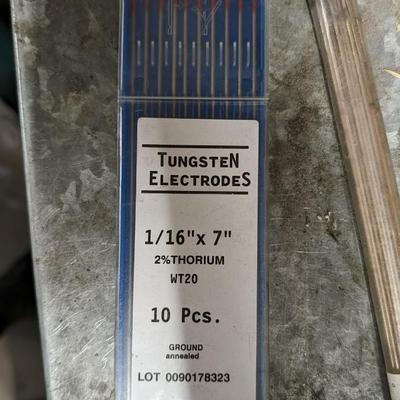 TUNGSTEN
ELECTRODES
1/16"x 7"
2%THORIUM
WT20
10 Pcs.
GROUND
annealed
LOT 0090178323